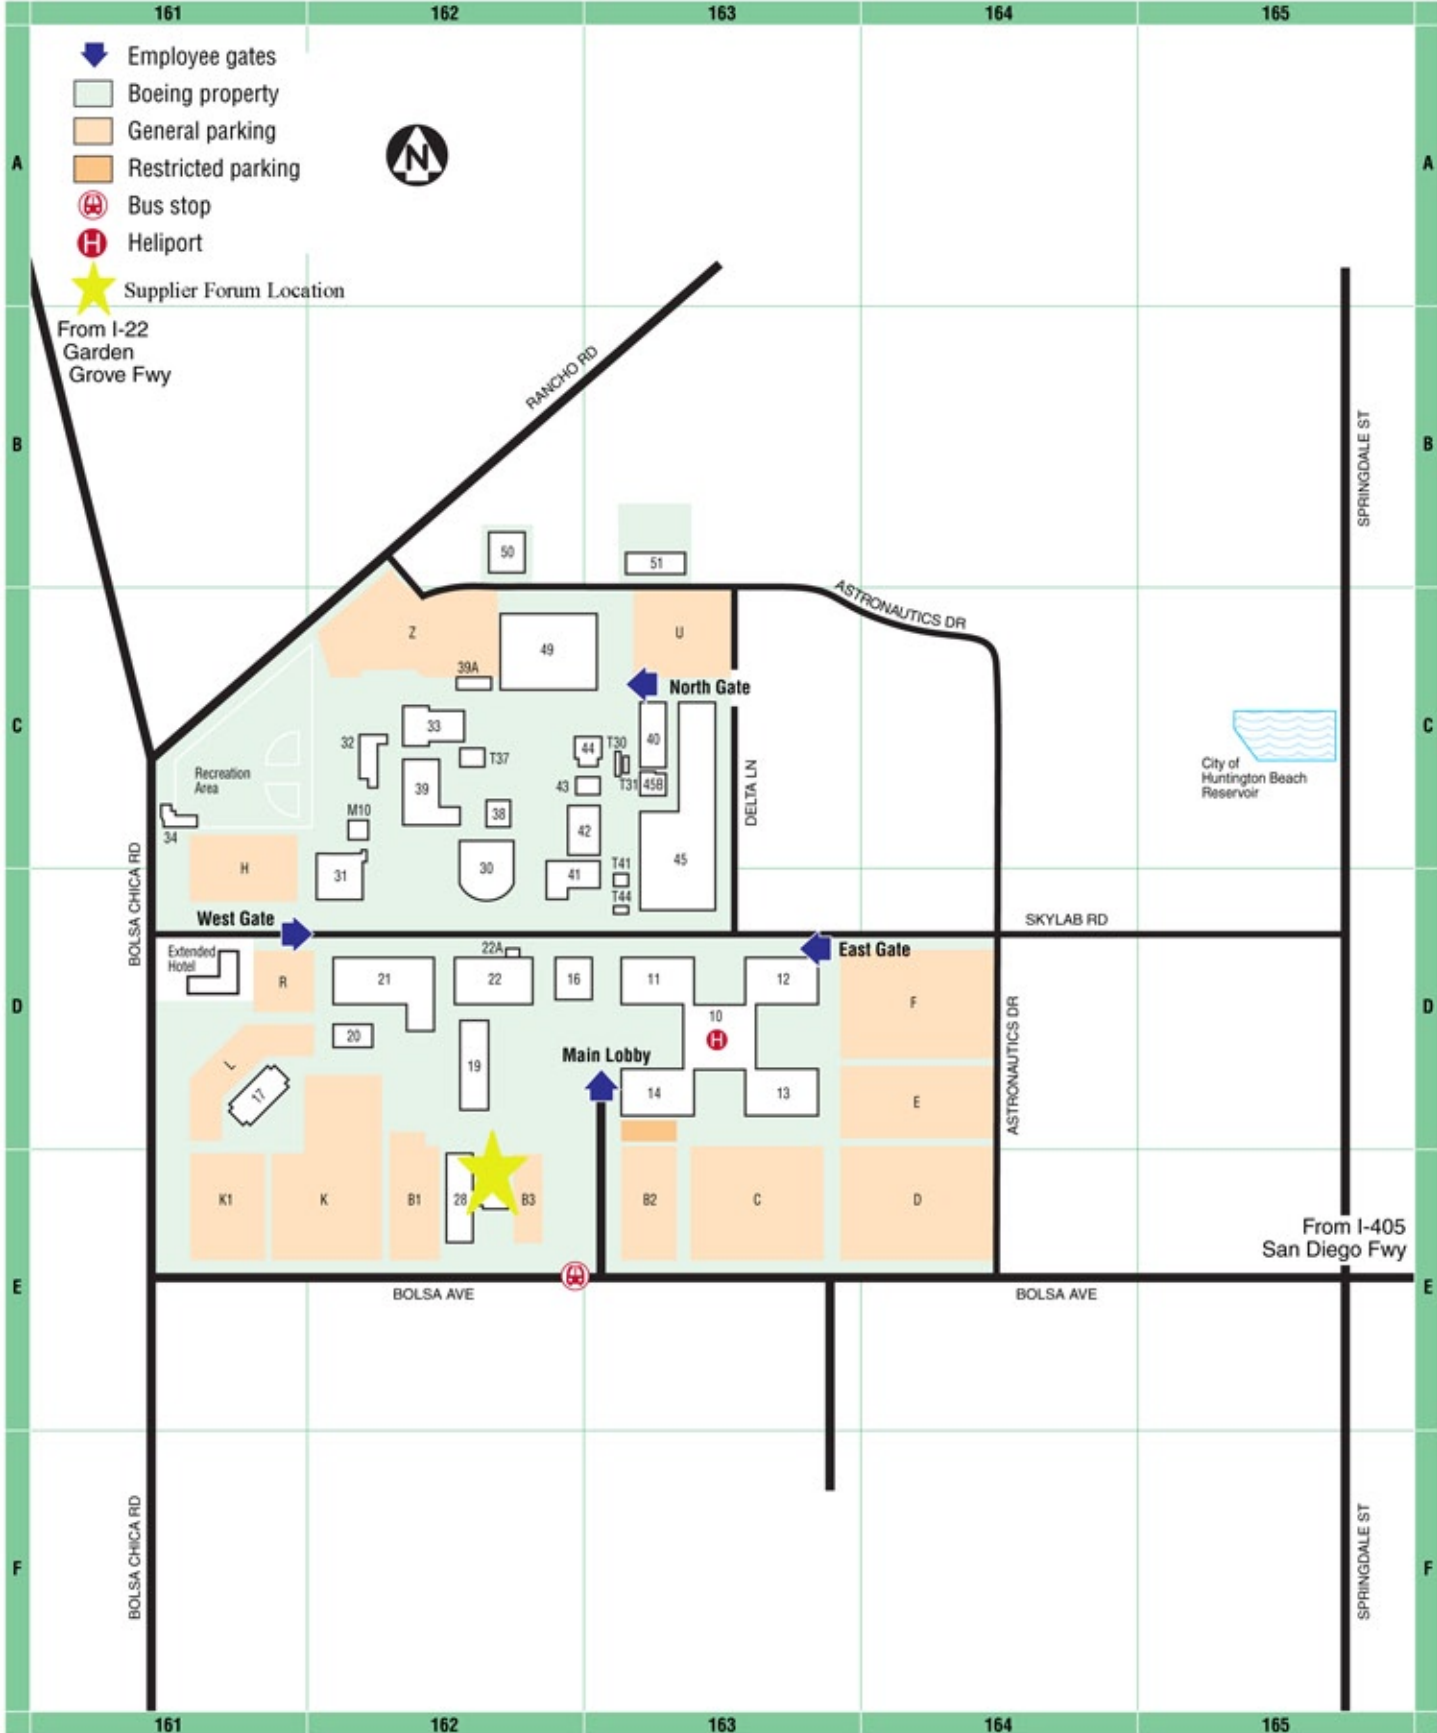 161 162 163 164 165
Employee gates
Boeing property
General parking
Restricted parking
Bus stop
H Heliport
Supplier Forum Location
N
A A
From I-22
Garden
Grove Fwy
RANCHO RD
SPRINGDALE ST
B B
50
51
ASTRONAUTICS DR
Z
49
U
39A
North Gate
C C
33
32
T37
44
T30
40
43
T31
45B
39
38
42
M10
Recreation
Area
34
DELTA LN
City of
Huntington Beach
Reservoir
BOLSA CHICA RD
H
31
30
41
T41
T44
45
West Gate
SKYLAB RD
East Gate
Extended
Hotel
R
21
22A
22
16
11
12
F
D D
10
H
20
19
Main Lobby
L
17
14
13
E
ASTRONAUTICS DR
K1
K
B1
28
B3
B2
C
D
From I-405
San Diego Fwy
E E
BOLSA AVE
BOLSA AVE
BOLSA CHICA RD
SPRINGDALE ST
F F
161 162 163 164 165